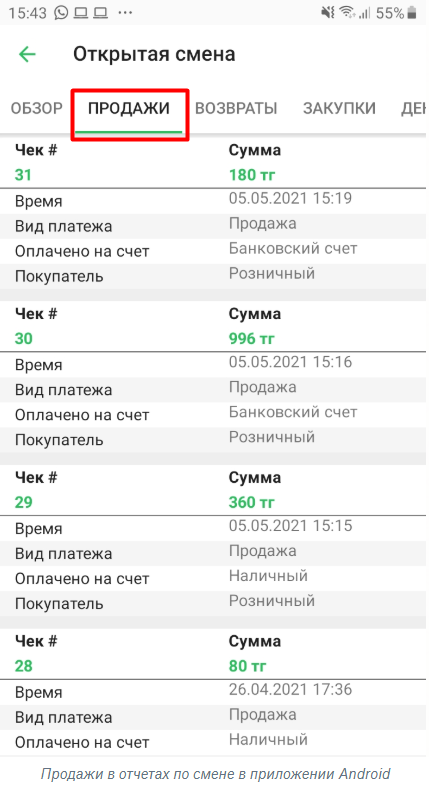 15:43 ... 55%
Открытая смена
ОБЗОР ПРОДАЖИ ВОЗВРАТЫ ЗАКУПКИ ДЕН
Чек # Сумма
31 180 тг
Время 05.05.2021 15:19
Вид платежа Продажа
Оплачено на счет Банковский счет
Покупатель Розничный
Чек # Сумма
30 996 тг
Время 05.05.2021 15:16
Вид платежа Продажа
Оплачено на счет Банковский счет
Покупатель Розничный
Чек # Сумма
29 360 тг
Время 05.05.2021 15:15
Вид платежа Продажа
Оплачено на счет Наличный
Покупатель Розничный
Чек # Сумма
28 80 тг
Время 26.04.2021 17:36
Вид платежа Продажа
Оплачено на счет Наличный
Продажи в отчетах по смене в приложении Android